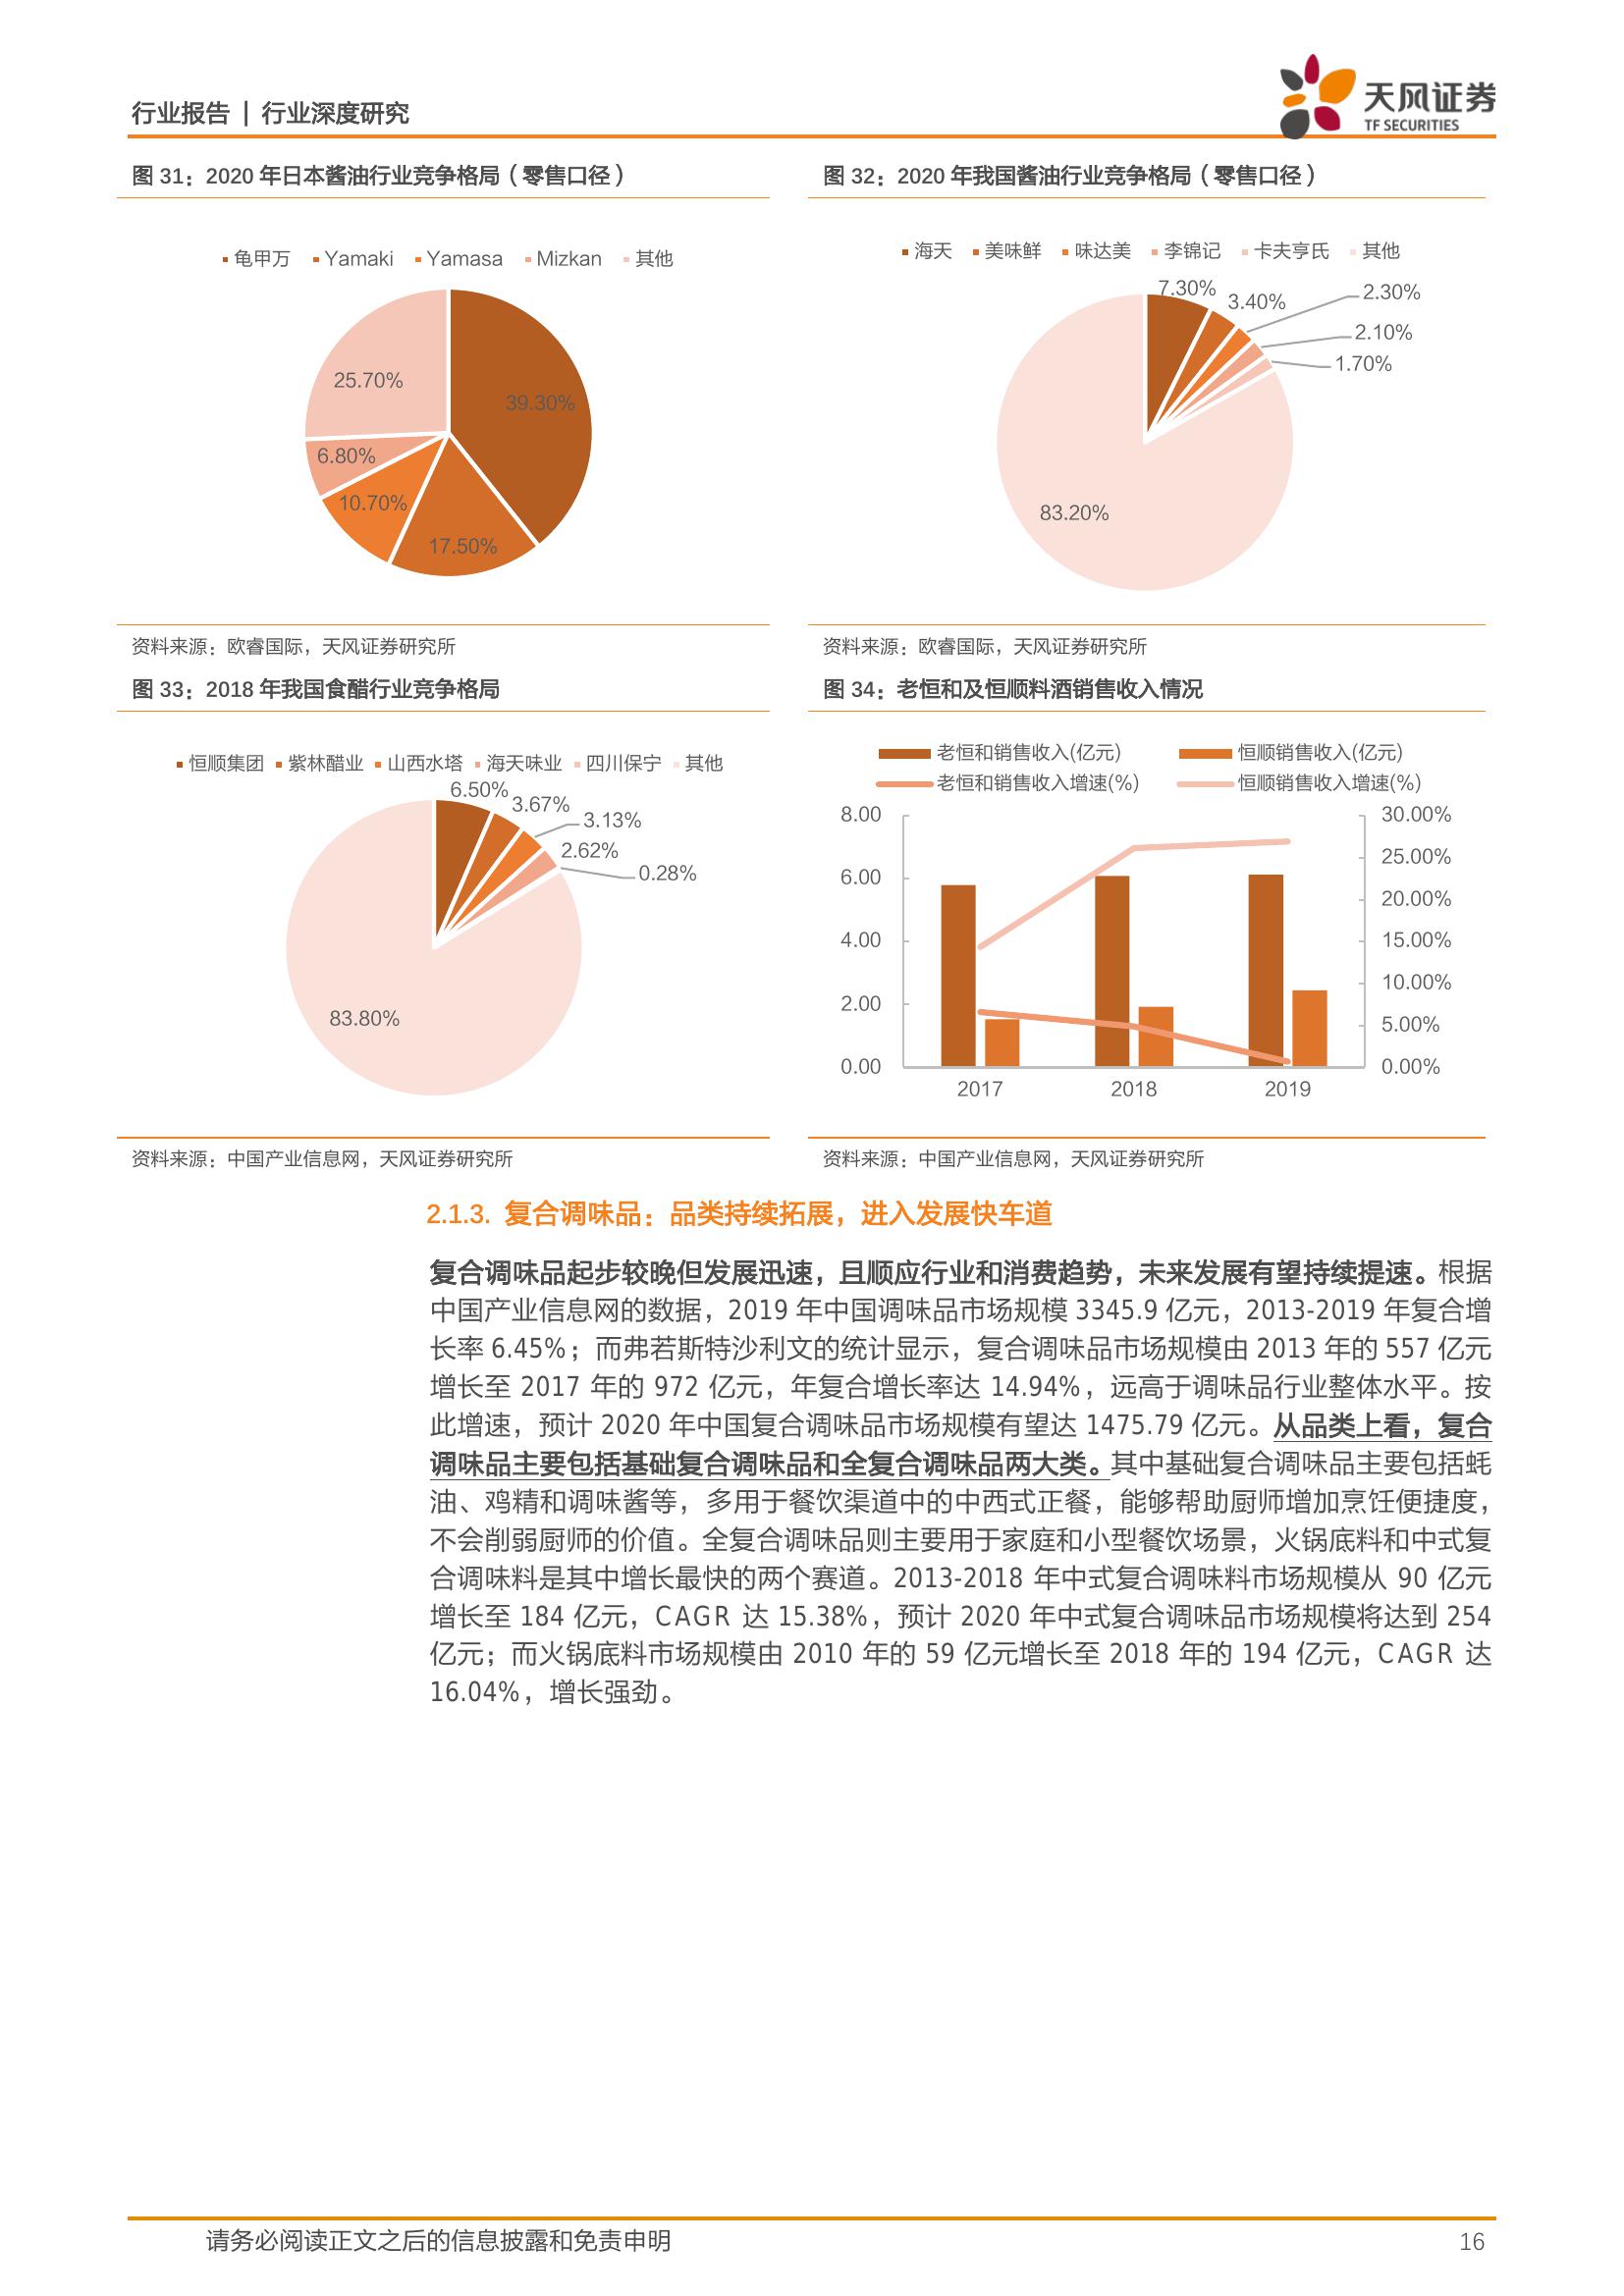 行业报告 | 行业深度研究
天风证券
TF SECURITIES
图 31：2020 年日本酱油行业竞争格局（零售口径）
亀甲万 Yamaki Yamasa Mizkan 其他
39.30%
17.50%
10.70%
6.80%
25.70%
资料来源：欧睿国际，天风证券研究所
图 32：2020 年我国酱油行业竞争格局（零售口径）
海天 美味鲜 味达美 李锦记 卡夫亨氏 其他
7.30%
3.40%
2.30%
2.10%
1.70%
83.20%
资料来源：欧睿国际，天风证券研究所
图 33：2018 年我国食醋行业竞争格局
恒顺集团 紫林醋业 山西水塔 海天味业 四川保宁 其他
6.50%
3.67%
3.13%
2.62%
0.28%
83.80%
资料来源：中国产业信息网，天风证券研究所
图 34：老恒和及恒顺料酒销售收入情况
老恒和销售收入(亿元) 恒顺销售收入(亿元)
老恒和销售收入增速(%) 恒顺销售收入增速(%)
8.00
6.00
4.00
2.00
0.00
30.00%
25.00%
20.00%
15.00%
10.00%
5.00%
0.00%
2017 2018 2019
资料来源：中国产业信息网，天风证券研究所
2.1.3. 复合调味品：品类持续拓展，进入发展快车道
复合调味品起步较晚但发展迅速，且顺应行业和消费趋势，未来发展有望持续提速。根据
中国产业信息网的数据，2019 年中国调味品市场规模 3345.9 亿元，2013-2019 年复合增
长率 6.45%；而弗若斯特沙利文的统计显示，复合调味品市场规模由 2013 年的 557 亿元
增长至 2017 年的 972 亿元，年复合增长率达 14.94%，远高于调味品行业整体水平。按
此增速，预计 2020 年中国复合调味品市场规模有望达 1475.79 亿元。从品类上看，复合
调味品主要包括基础复合调味品和全复合调味品两大类。其中基础复合调味品主要包括蚝
油、鸡精和调味酱等，多用于餐饮渠道中的中西式正餐，能够帮助厨师增加烹饪便捷度，
不会削弱厨师的价值。全复合调味品则主要用于家庭和小型餐饮场景，火锅底料和中式复
合调味料是其中增长最快的两个赛道。2013-2018 年中式复合调味料市场规模从 90 亿元
增长至 184 亿元，CAGR 达 15.38%，预计 2020 年中式复合调味品市场规模将达到 254
亿元；而火锅底料市场规模由 2010 年的 59 亿元增长至 2018 年的 194 亿元，CAGR 达
16.04%，增长强劲。
请务必阅读正文之后的信息披露和免责申明
16